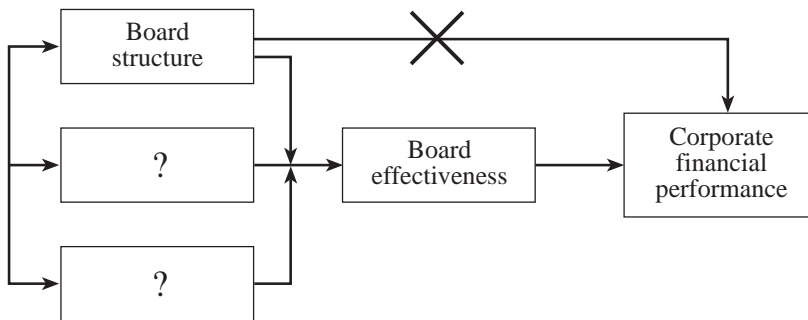 Board
structure
?
Board
effectiveness
Corporate
financial
performance
?